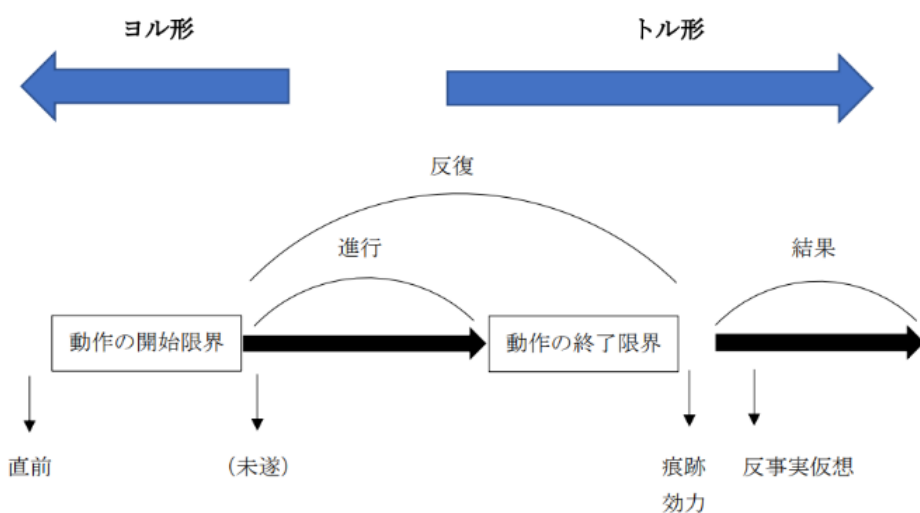 ヨル形
トル形
反復
進行
結果
動作の開始限界
動作の終了限界
直前
(未遂)
痕跡
効力
反事実仮想